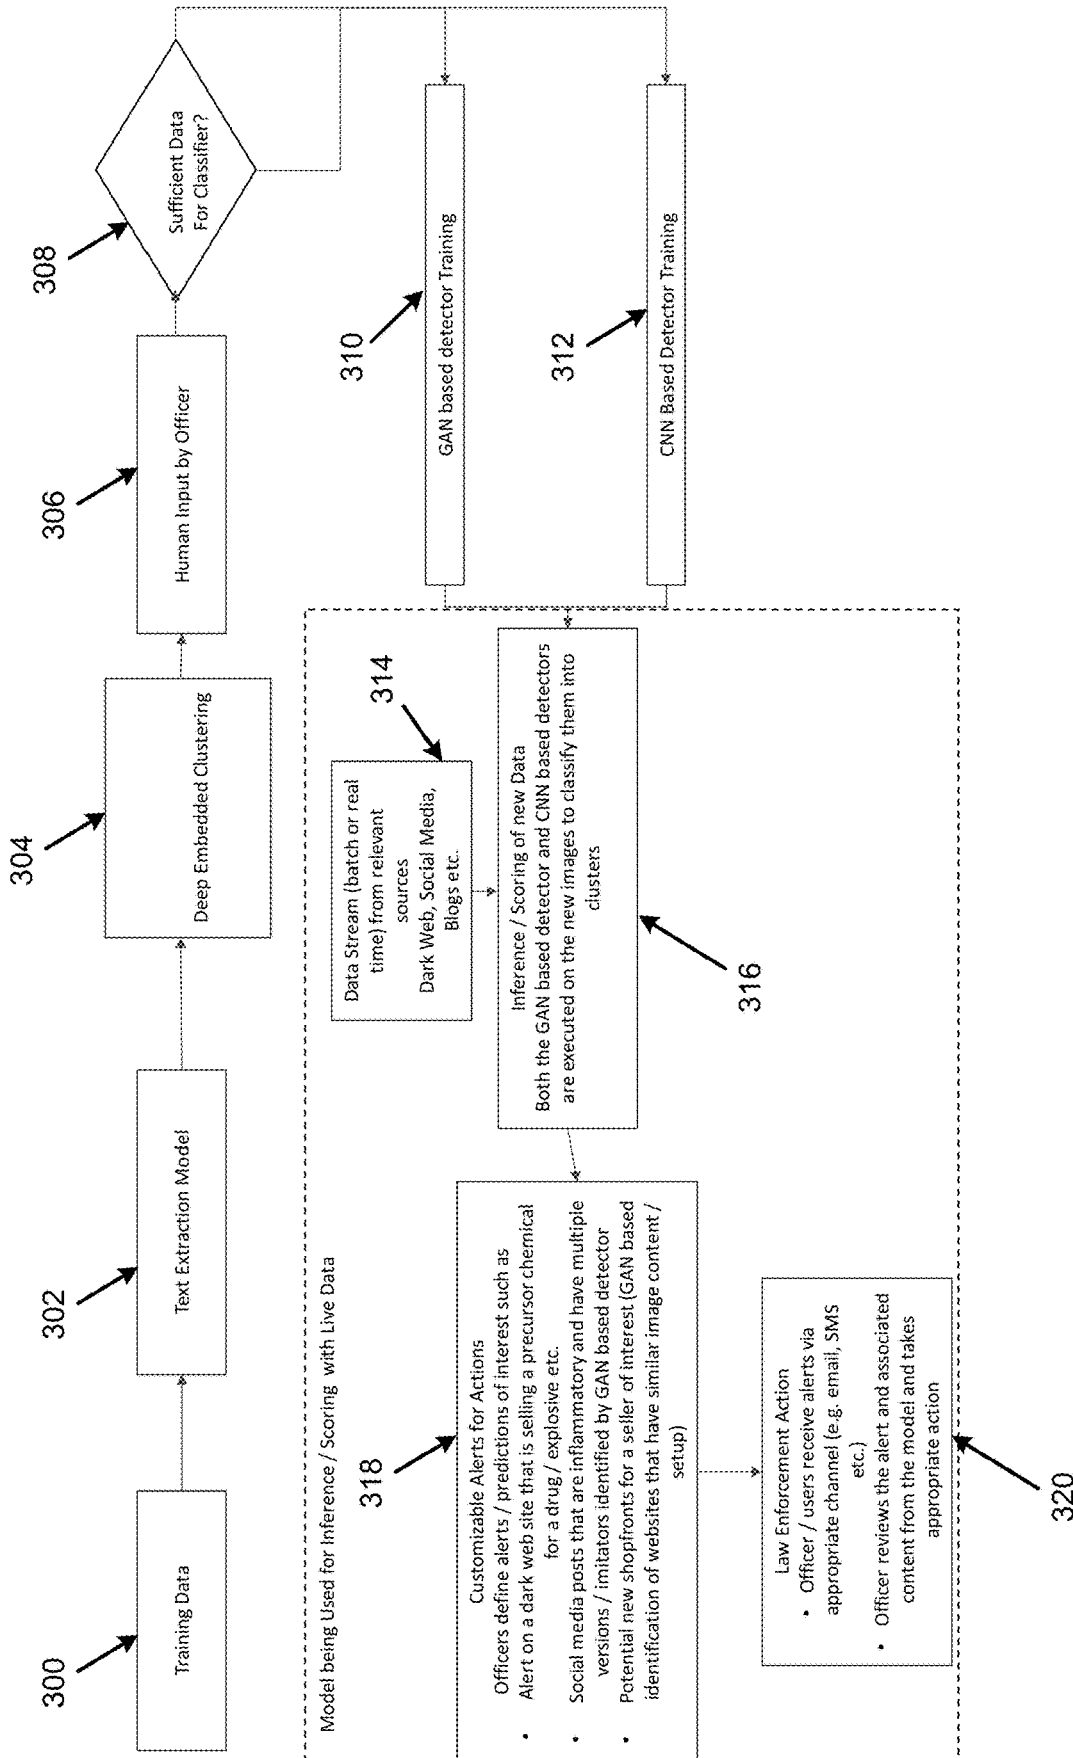 300
Training Data
302
Text Extraction Model
304
Deep Embedded Clustering
306
Human Input by Officer
308
Sufficient Data
For Classifier?
310
GAN based detector Training
312
CNN Based Detector Training
Model being Used for Inference / Scoring with Live Data
314
Data Stream (batch or real
time) from relevant
sources
Dark Web, Social Media,
Blogs etc.
Inference / Scoring of new Data
Both the GAN based detector and CNN based detectors
are executed on the new images to classify them into
clusters
316
318
Customizable Alerts for Actions
Officers define alerts / predictions of interest such as
• Alert on a dark web site that is selling a precursor chemical
for a drug/ explosive etc.
• Social media posts that are inflammatory and have multiple
versions / imitators identified by GAN based detector
• Potential new shopfronts for a seller of interest (GAN based
identification of websites that have similar image content /
setup)
Law Enforcement Action
• Officer / users receive alerts via
appropriate channel (e.g. email, SMS
etc.)
• Officer reviews the alert and associated
content from the model and takes
appropriate action
320